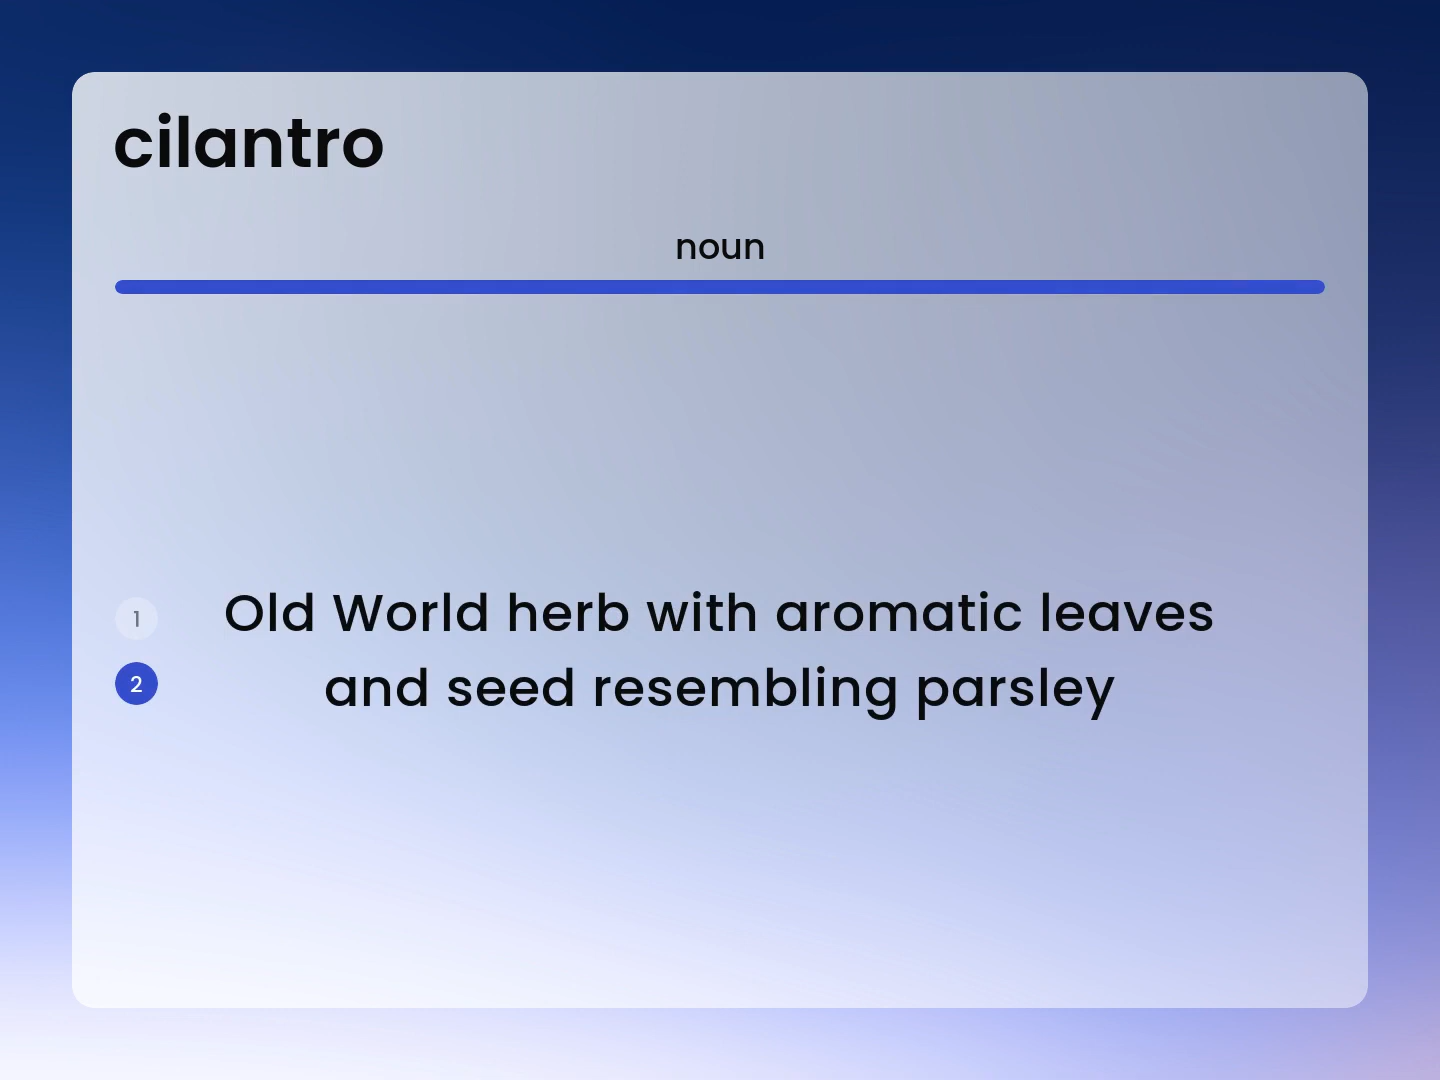 cilantro
noun
1
Old World herb with aromatic leaves
2
and seed resembling parsley